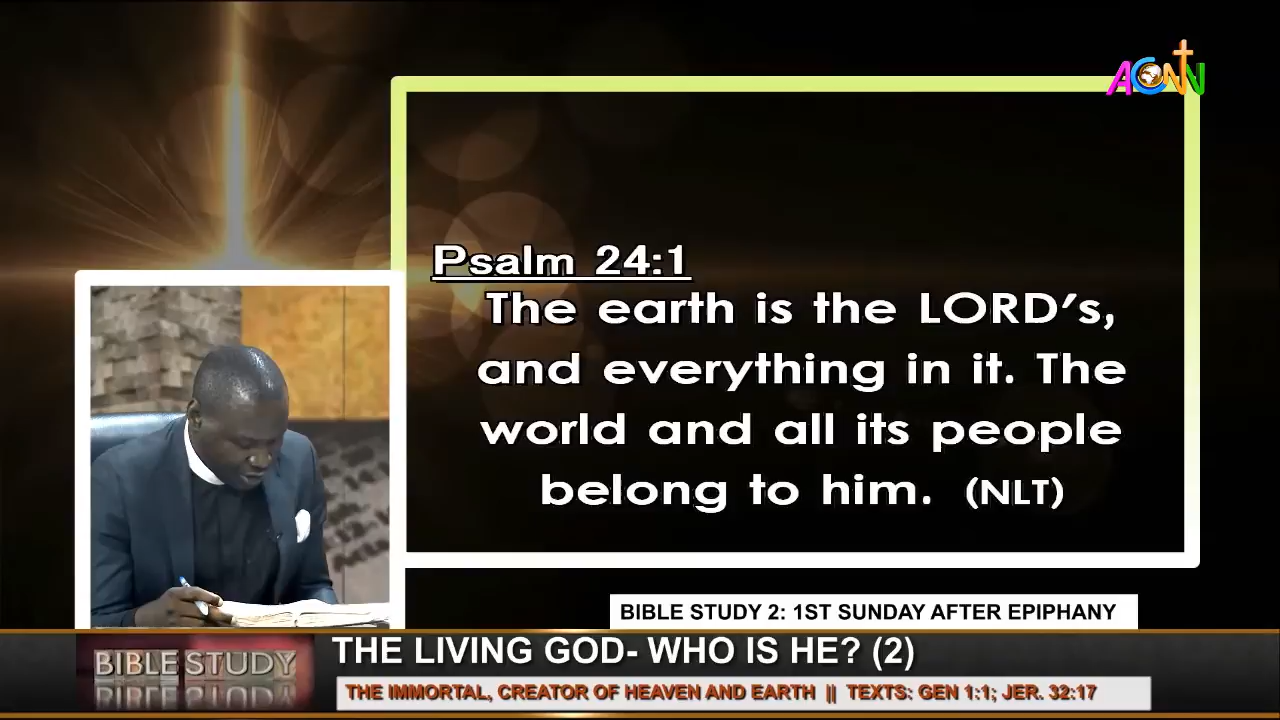 ACNN
Psalm 24:1
The earth is the LORD's,
and everything in it. The
world and all its people
belong to him. (NLT)
BIBLE STUDY 2: 1ST SUNDAY AFTER EPIPHANY
BIBLE STUDY
THE LIVING GOD- WHO IS HE? (2)
THE IMMORTAL, CREATOR OF HEAVEN AND EARTH || TEXTS: GEN 1:1; JER. 32:17